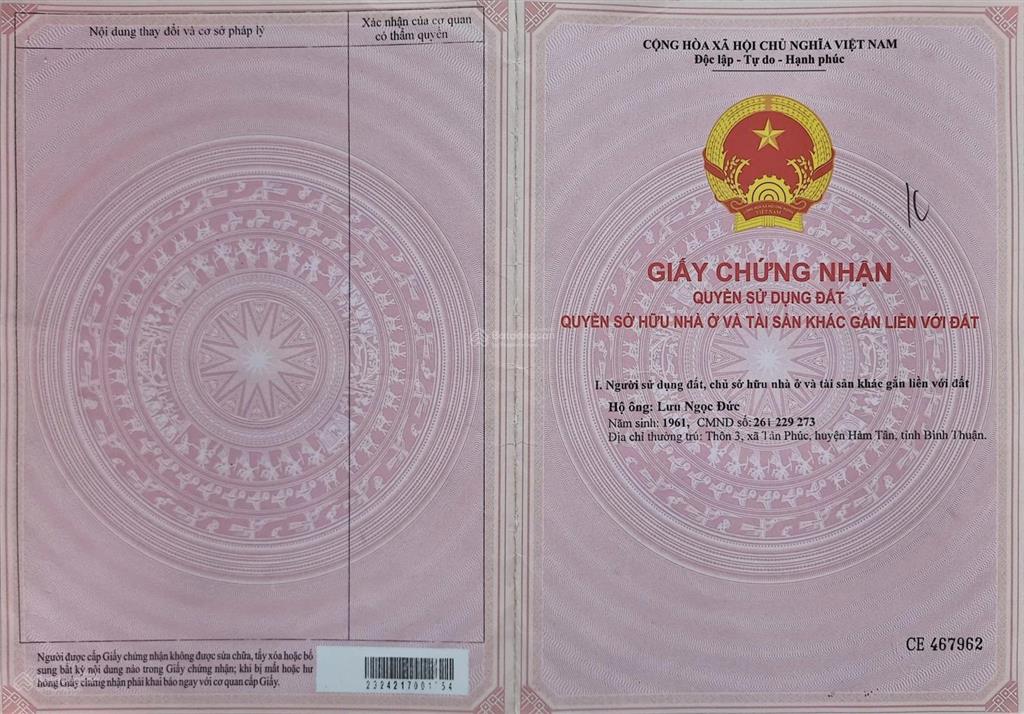 Nội dung thay đổi và cơ sở pháp lý
Xác nhận của cơ quan
có thẩm quyền
Người được cấp Giấy chứng nhận không được sửa chữa, tẩy xóa hoặc bổ
sung bất kỳ nội dung nào trong Giấy chứng nhận; khi bị mất hoặc hư
hỏng Giấy chứng nhận phải khai báo ngay với cơ quan cấp Giấy.
Batdongsan
CỘNG HÒA XÃ HỘI CHỦ NGHĨA VIỆT NAM
Độc lập - Tự do - Hạnh phúc
VIỆT NAM
GIẤY CHỨNG NHẬN
QUYỀN SỬ DỤNG ĐẤT
QUYỀN SỞ HỮU NHÀ Ở VÀ TÀI SẢN KHÁC GẮN LIỀN VỚI ĐẤT
I. Người sử dụng đất, chủ sở hữu nhà ở và tài sản khác gắn liền với đất
Hộ ông: Lưu Ngọc Đức
Năm sinh: 1961, CMND số: 261 229 273
Địa chỉ thường trú: Thôn 3, xã Tân Phúc, huyện Hàm Tân, tỉnh Bình Thuận.
CE 467962